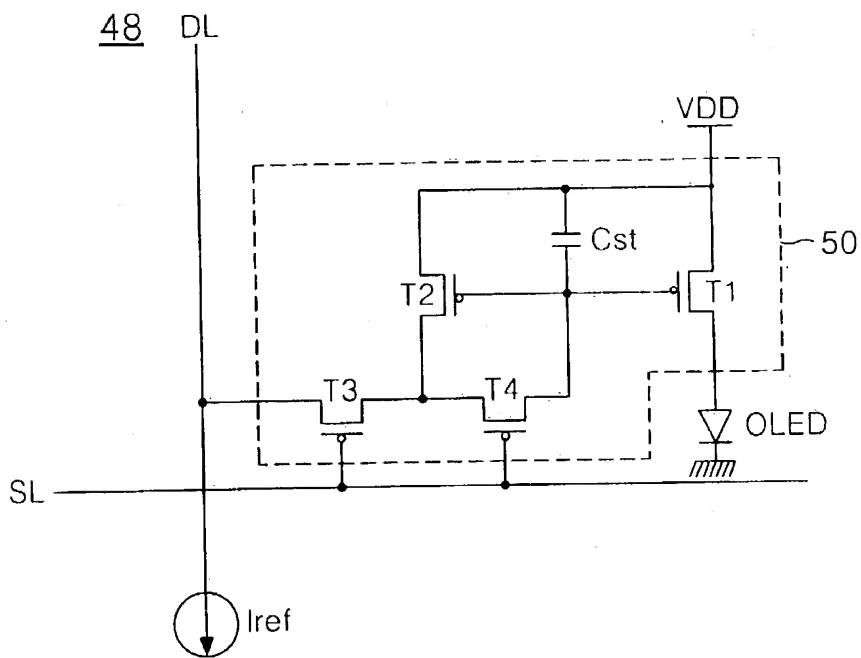 48 DL
VDD
Cst
50
T2
T1
T3
T4
OLED
SL
Iref